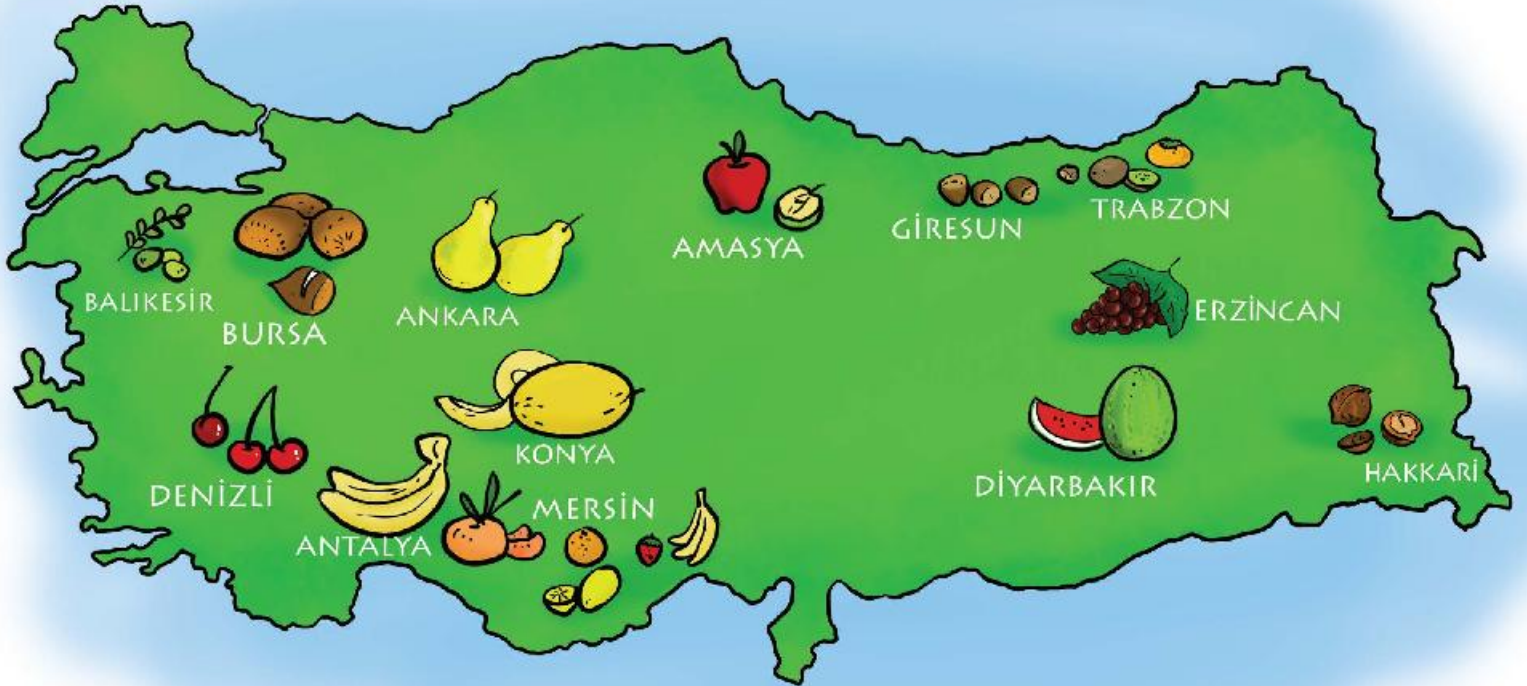 TRABZON
GİRESUN
AMASYA
BALIKESİR
BURSA
ANKARA
ERZİNCAN
KONYA
HAKKARİ
DENİZLİ
DİYARBAKIR
MERSİN
ANTALYA